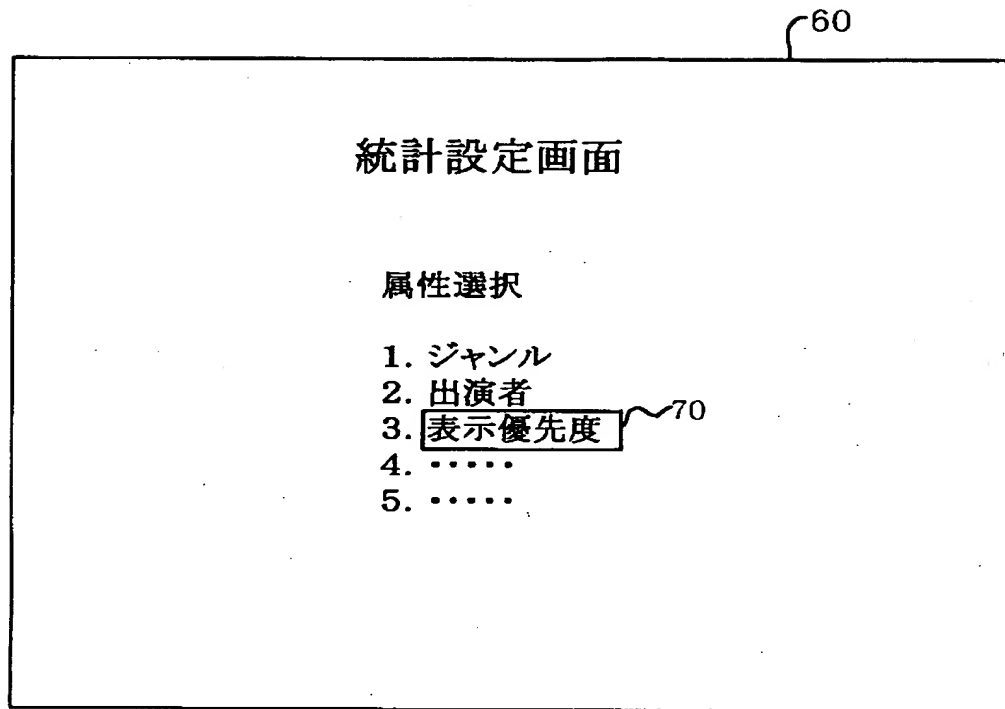 60
統計設定画面
属性選択
1. ジャンル
2. 出演者
3. 表示優先度
70
4. ・・・・・
5. ・・・・・